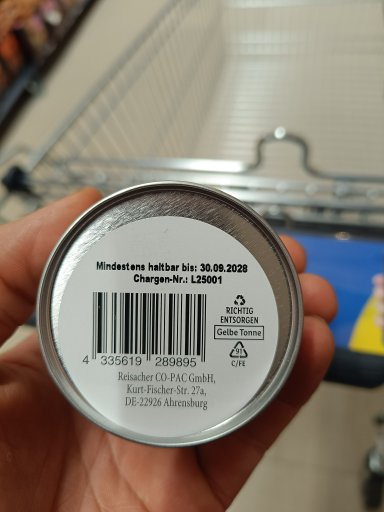 Mindestens haltbar bis: 30.09.2028
Chargen-Nr.: L25001
4 335619 289895
RICHTIG
ENTSORGEN
Gelbe Tonne
91
C/FE
Reisacher CO-PAC GmbH,
Kurt-Fischer-Str. 27a,
DE-22926 Ahrensburg